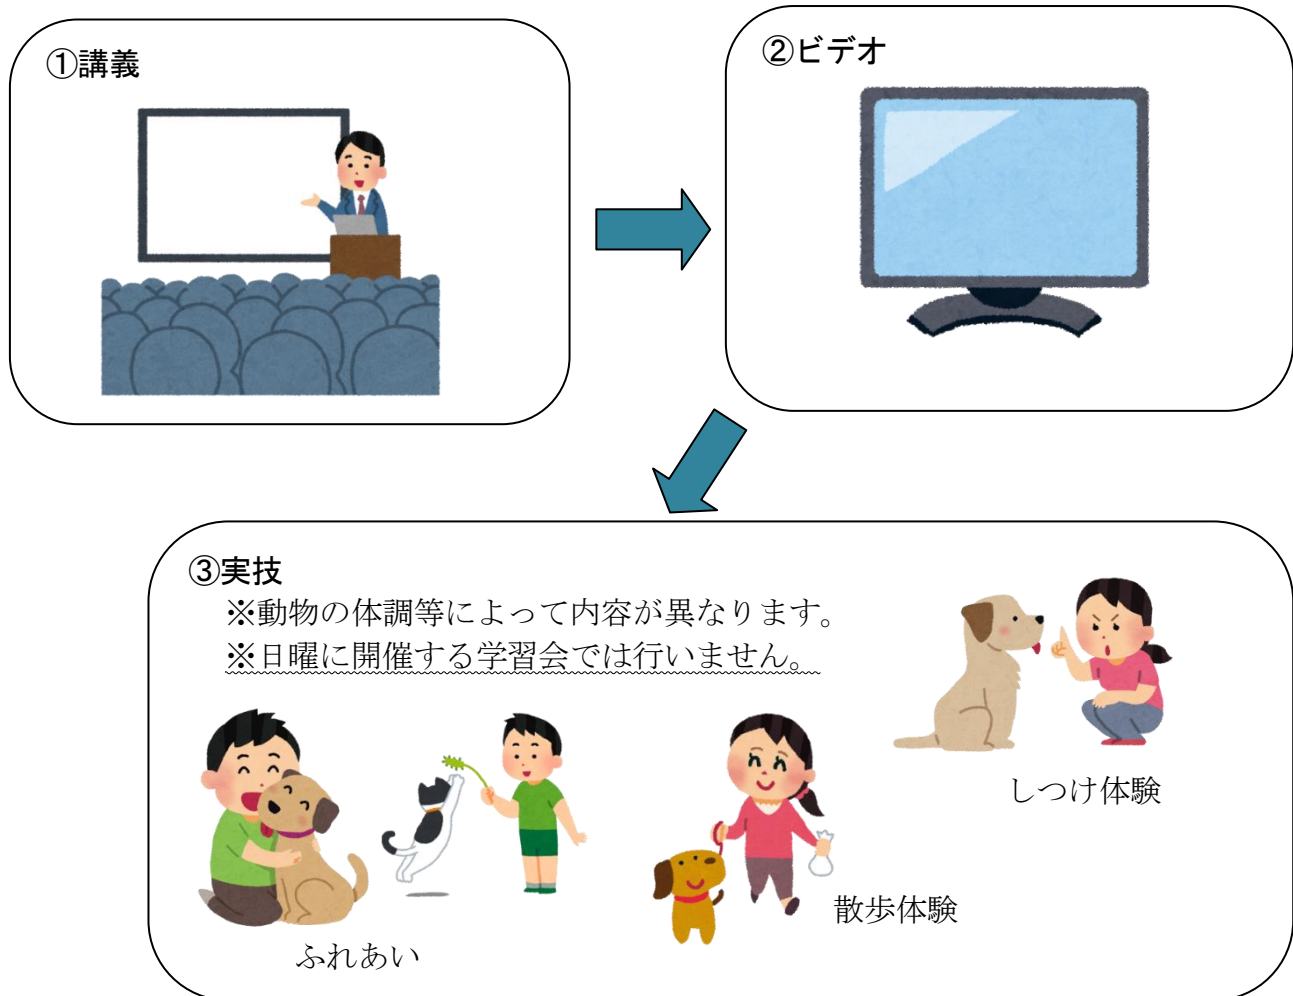 ①講義
②ビデオ
③実技
※動物の体調等によって内容が異なります。
※日曜に開催する学習会では行いません。
しつけ体験
散歩体験
ふれあい